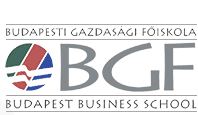 BUDAPESTI GAZDASÁGI FŐISKOLA
BGF
BUDAPEST BUSINESS SCHOOL